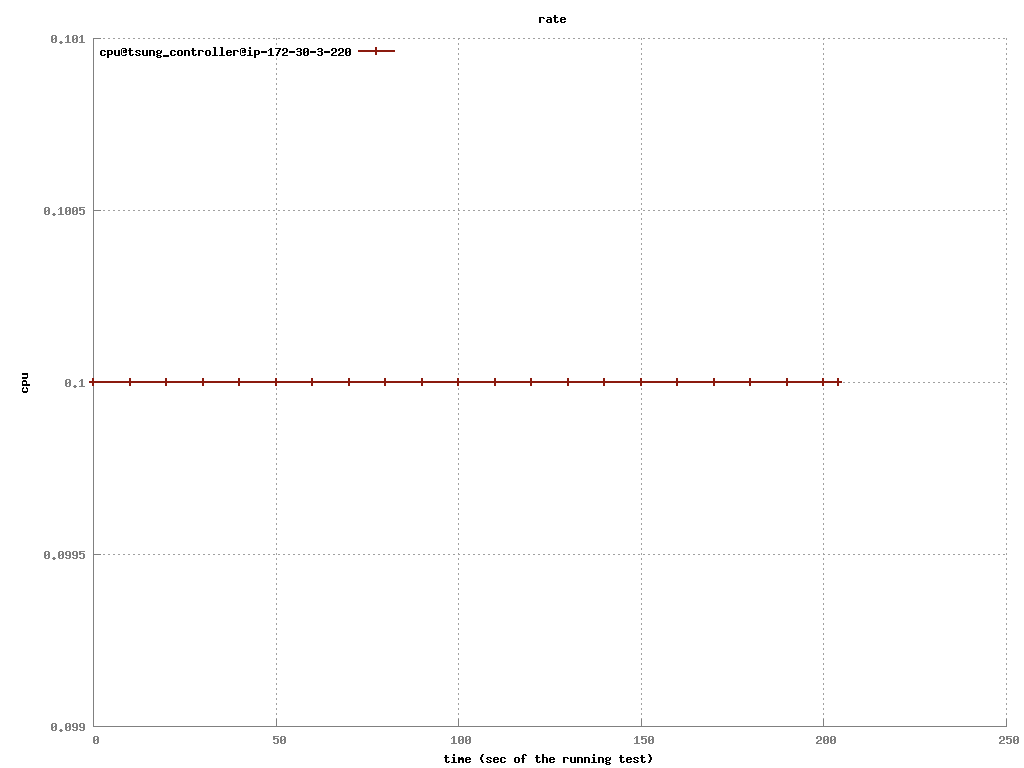 rate
0.101
cpu@tsung_controller@ip-172-30-3-220
0.1005
cpu
0.1
0.0995
0.099
0 50 100 150 200 250
time (sec of the running test)